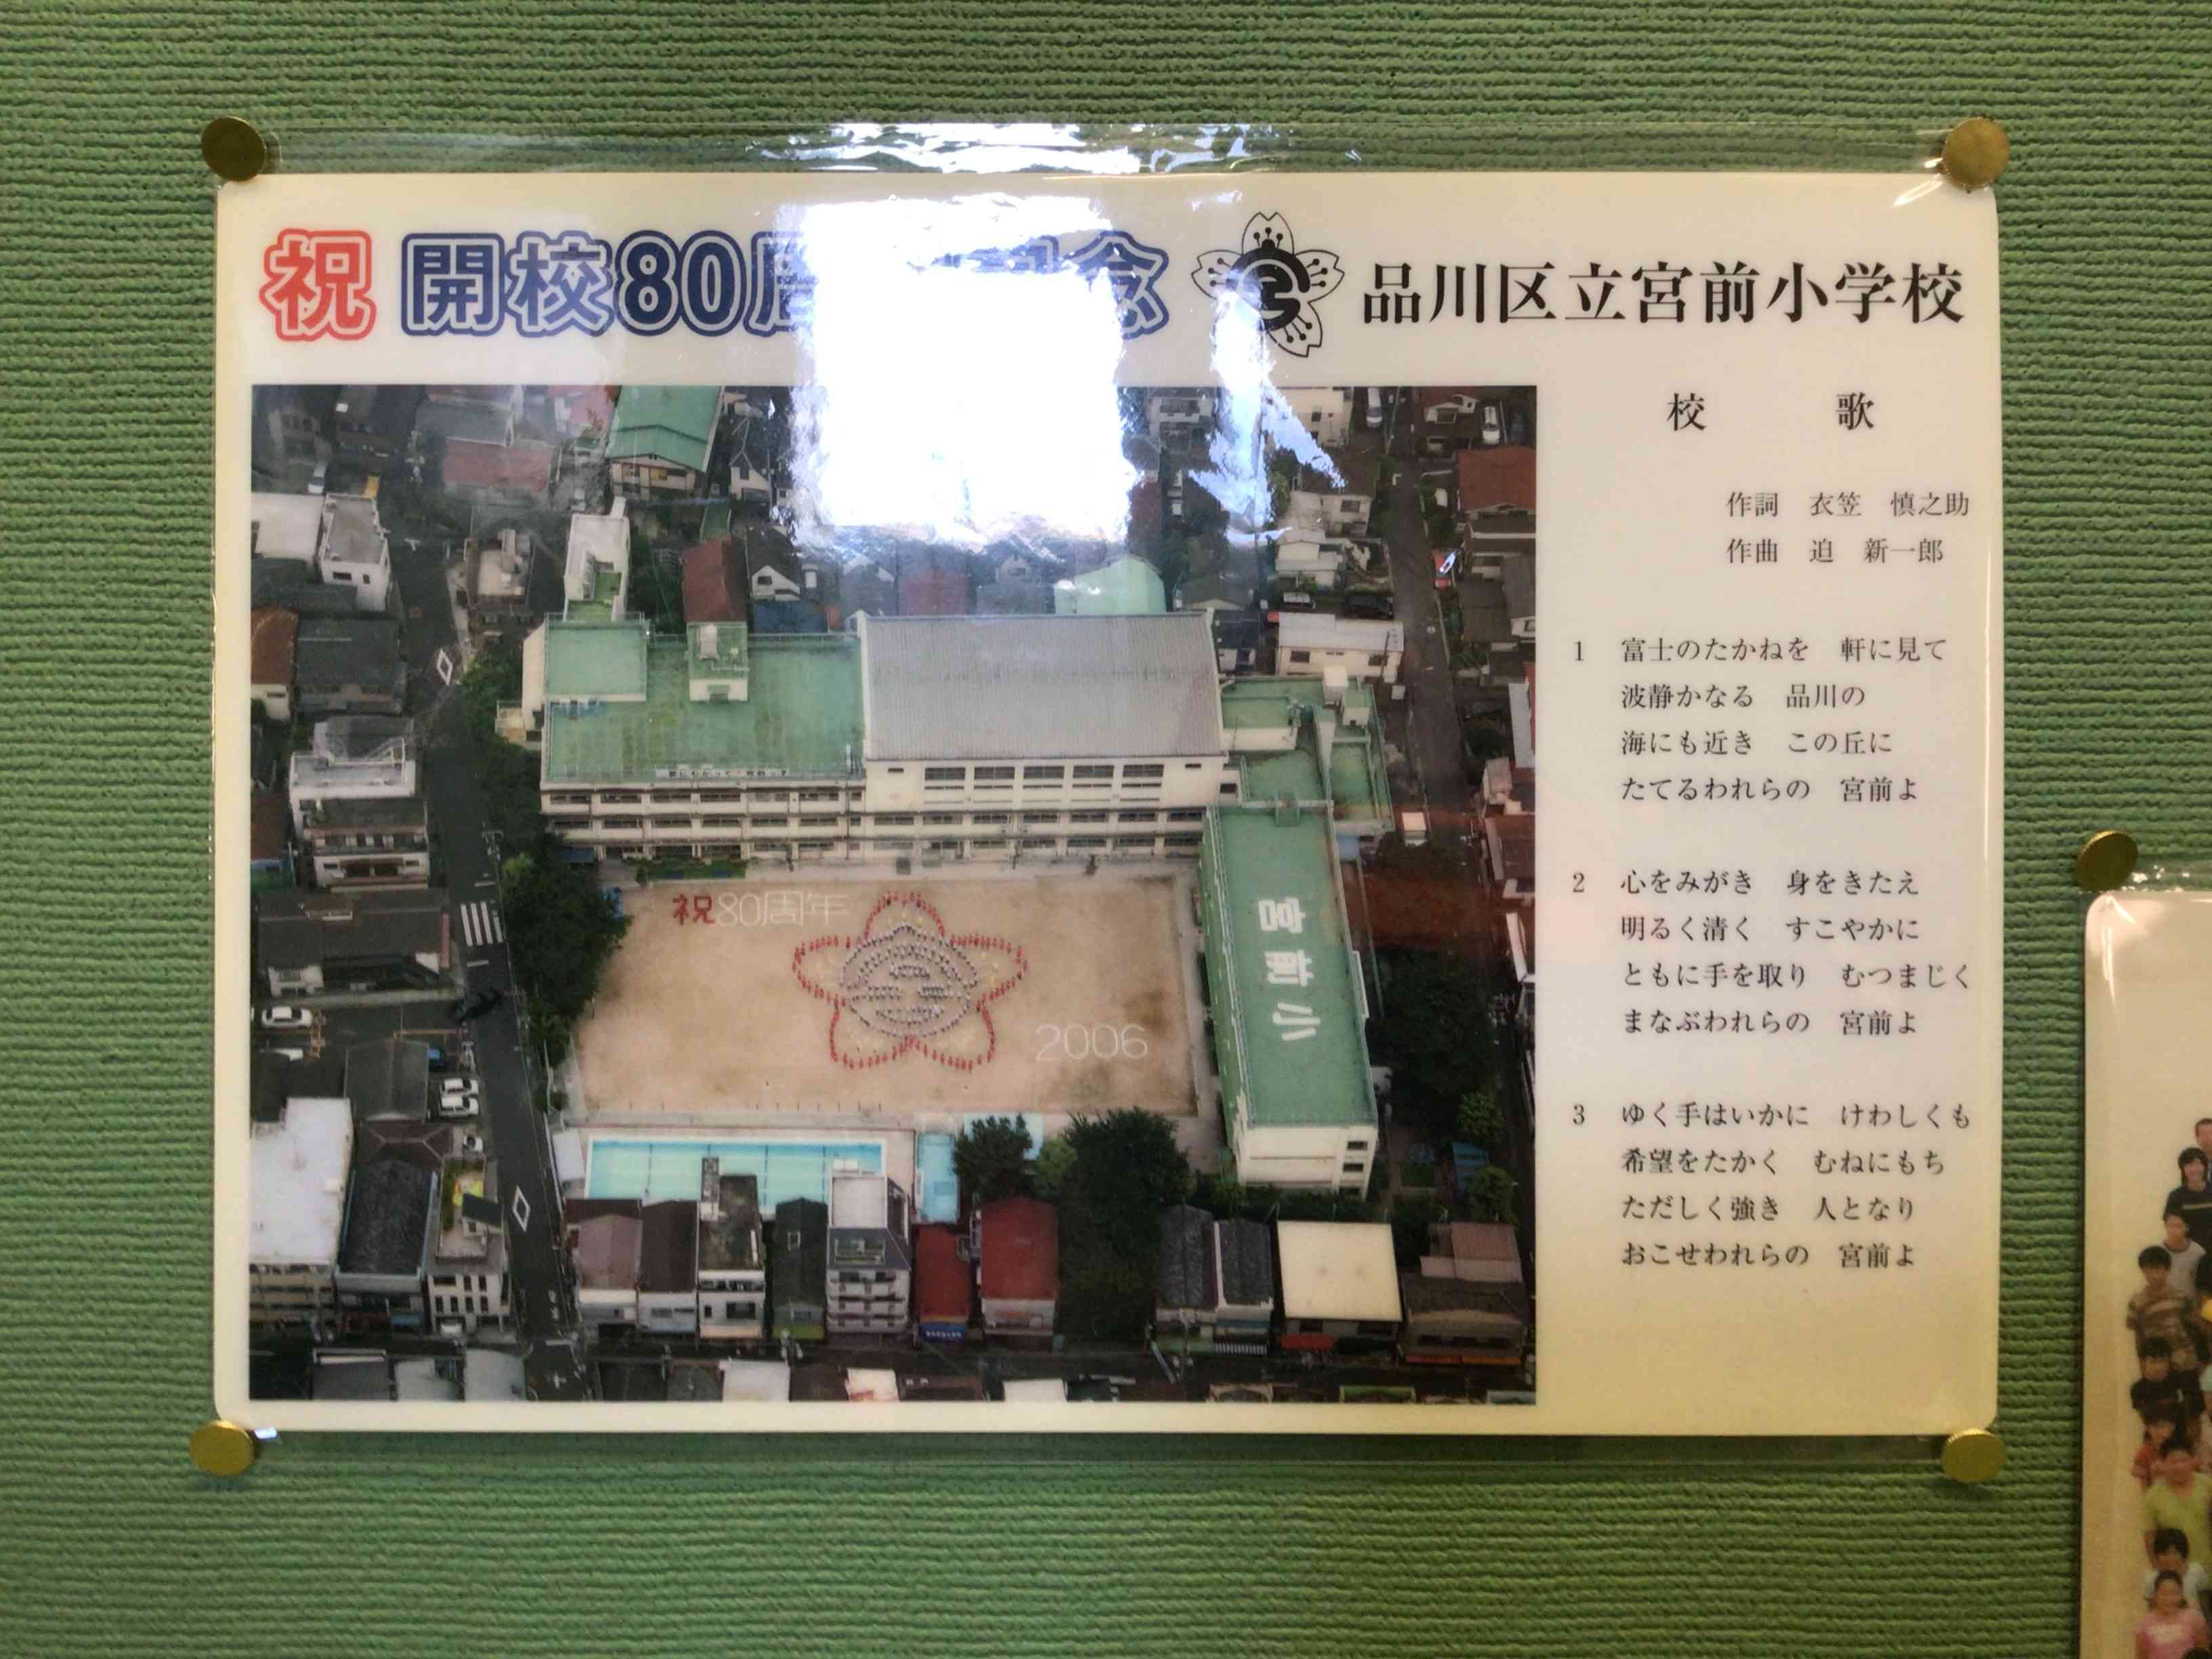 祝 開校80周 念 品川区立宮前小学校
校 歌
作詞 衣笠 慎之助
作曲 迫 新一郎
1 富士のたかねを 軒に見て
波静かなる 品川の
海にも近き この丘に
たてるわれらの 宮前よ
2 心をみがき 身をきたえ
明るく清く すこやかに
ともに手を取り むつまじく
まなぶわれらの 宮前よ
3 ゆく手はいかに けわしくも
希望をたかく むねにもち
ただしく強き 人となり
おこせわれらの 宮前よ
祝80周年
2006
宮前小